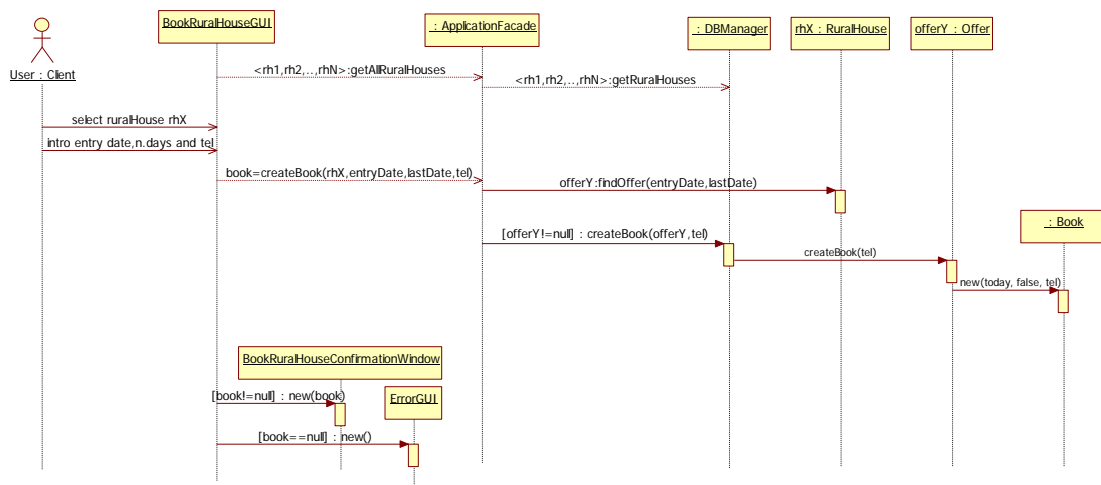 BookRuralHouseGUI
: ApplicationFacade
: DBManager
rhX : RuralHouse
offerY : Offer
User : Client
<rh1,rh2,..,rhN>:getAllRuralHouses
<rh1,rh2,..,rhN>:getRuralHouses
select ruralHouse rhX
intro entry date,n.days and tel
book=createBook(rhX,entryDate,lastDate,tel)
offerY:findOffer(entryDate,lastDate)
: Book
[offerY!=null] : createBook(offerY,tel)
createBook(tel)
new(today, false, tel)
BookRuralHouseConfirmationWindow
[book!=null] : new(book)
ErrorGUI
[book==null] : new()